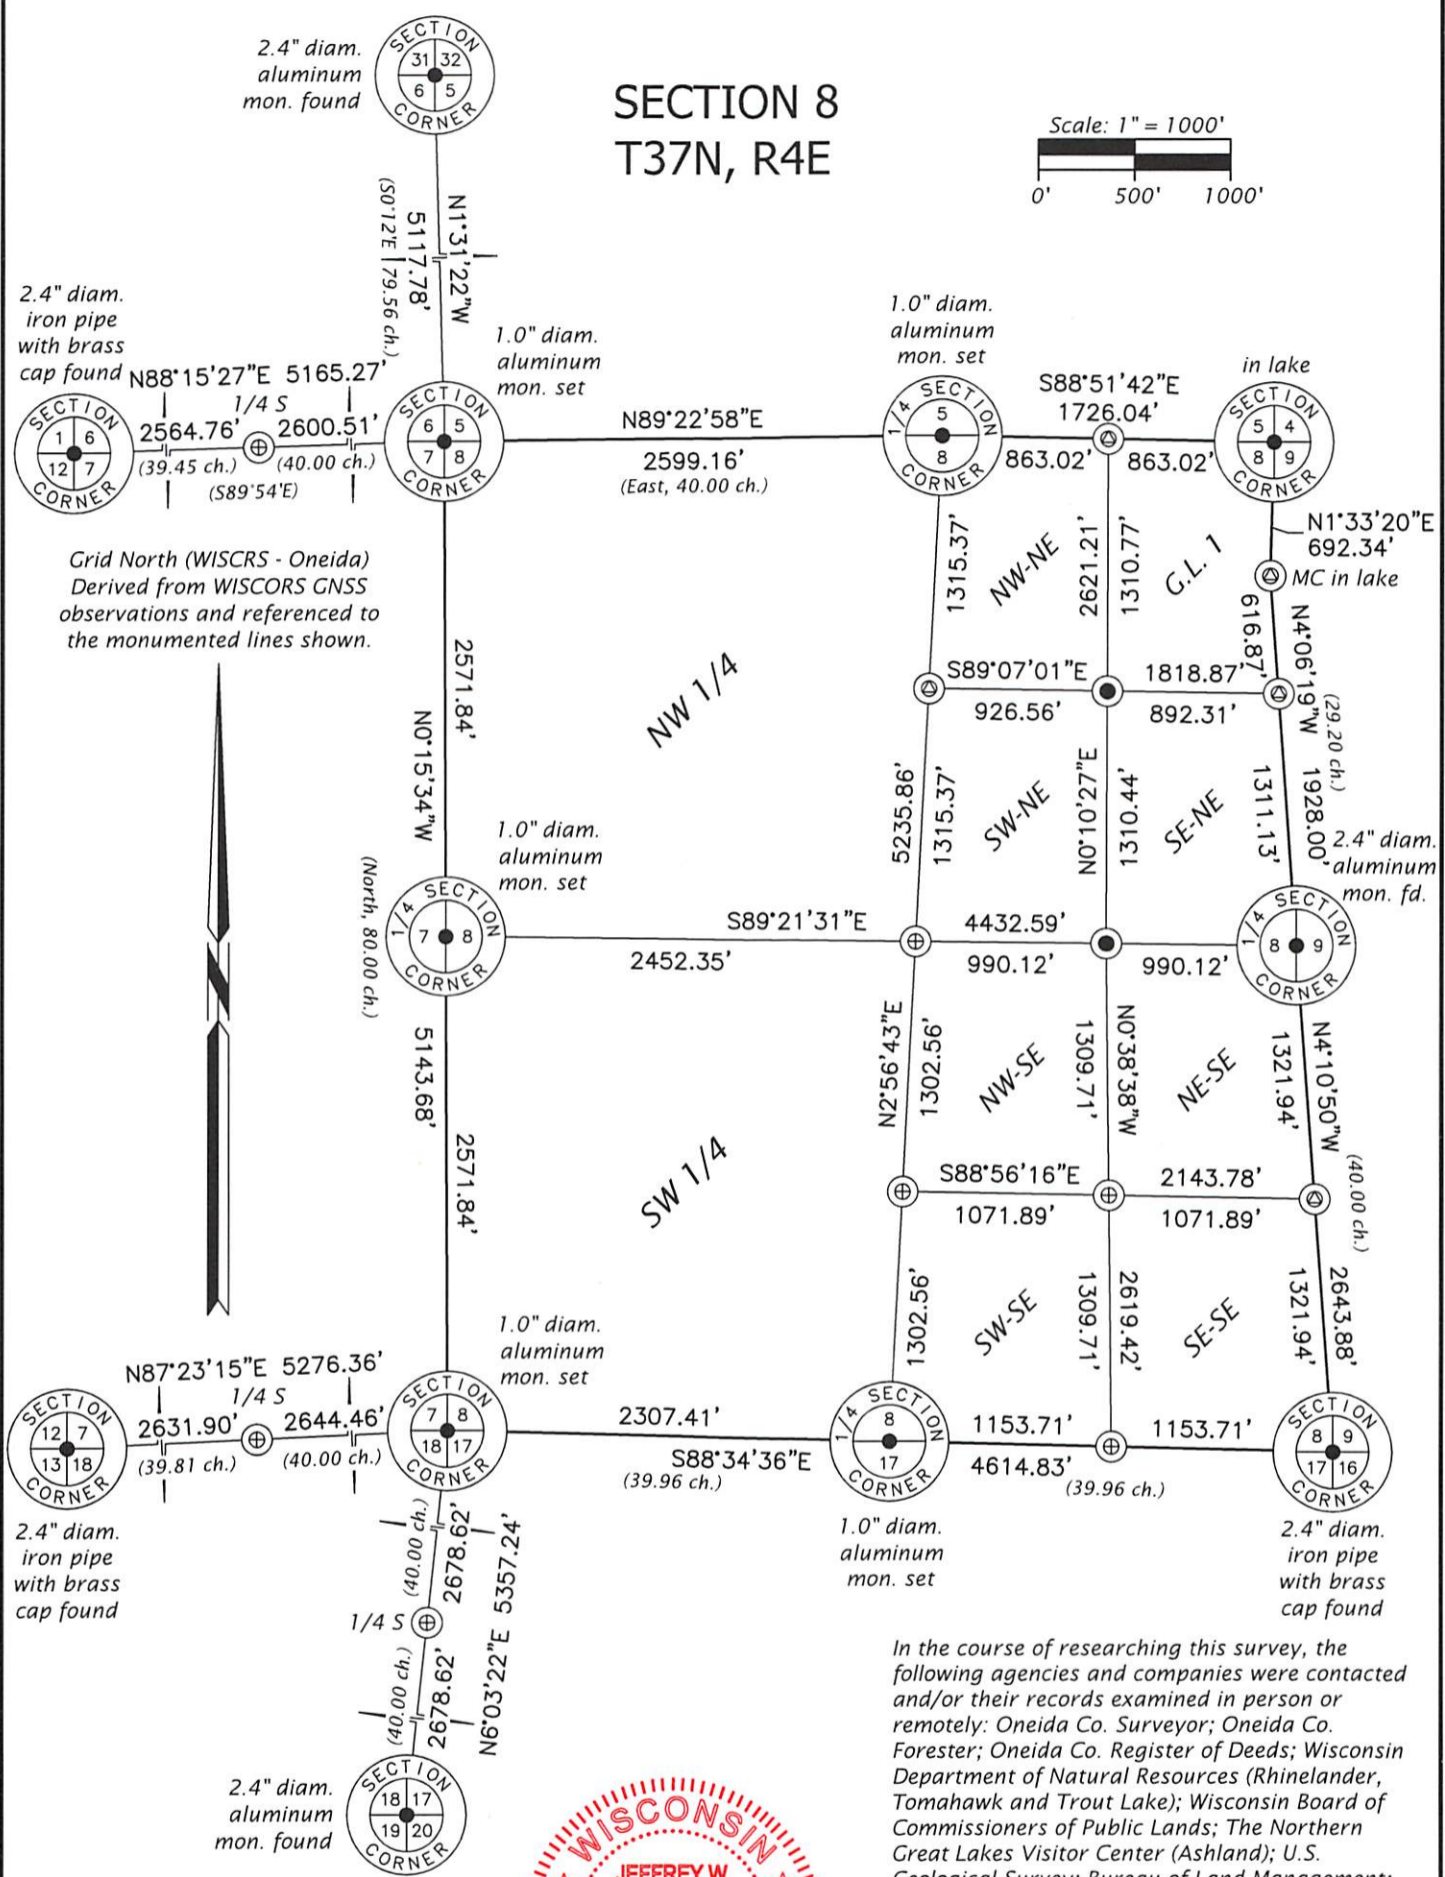 SECTION 8
T37N, R4E
Scale: 1" = 1000'
0' 500' 1000'
2.4" diam.
aluminum
mon. found
SECTION
31 32
6 5
CORNER
N1°31'22"W
5117.78'
(S0°12'E 79.56 ch.)
2.4" diam.
iron pipe
with brass
cap found
N88°15'27"E 5165.27'
1/4 S
2564.76' 2600.51'
(39.45 ch.) (40.00 ch.)
(S89°54'E)
SECTION
1 6
12 7
CORNER
1.0" diam.
aluminum
mon. set
SECTION
6 5
7 8
CORNER
N89°22'58"E
2599.16'
(East, 40.00 ch.)
1.0" diam.
aluminum
mon. set
1/4 SECTION
5
8
CORNER
S88°51'42"E
1726.04'
863.02' 863.02'
in lake
SECTION
5 4
8 9
CORNER
N1°33'20"E
692.34'
MC in lake
Grid North (WISCRS - Oneida)
Derived from WISCORS GNSS
observations and referenced to
the monumented lines shown.
N
2571.84'
N0°15'34"W
NW 1/4
1315.37'
NW-NE
2621.21'
1310.77'
G.L. 1
616.87'
N4°06'19"W
(29.20 ch.)
1928.00'
S89°07'01"E 1818.87'
926.56' 892.31'
5235.86'
1315.37'
SW-NE
N0°10'27"E
1310.44'
SE-NE
1311.13'
2.4" diam.
aluminum
mon. fd.
1.0" diam.
aluminum
mon. set
(North, 80.00 ch.)
1/4 SECTION
7 8
CORNER
S89°21'31"E 4432.59'
2452.35' 990.12' 990.12'
1/4 SECTION
8 9
CORNER
5143.68'
2571.84'
SW 1/4
N2°56'43"E
1302.56'
NW-SE
1309.71'
N0°38'38"W
NE-SE
1321.94'
N4°10'50"W
(40.00 ch.)
S88°56'16"E 2143.78'
1071.89' 1071.89'
1302.56'
SW-SE
1309.71'
2619.42'
SE-SE
1321.94'
2643.88'
1.0" diam.
aluminum
mon. set
N87°23'15"E 5276.36'
1/4 S
2631.90' 2644.46'
(39.81 ch.) (40.00 ch.)
SECTION
12 7
13 18
CORNER
2.4" diam.
iron pipe
with brass
cap found
SECTION
7 8
18 17
CORNER
2307.41'
S88°34'36"E
(39.96 ch.)
1/4 SECTION
8
17
CORNER
1.0" diam.
aluminum
mon. set
1153.71' 1153.71'
4614.83'
(39.96 ch.)
SECTION
8 9
17 16
CORNER
2.4" diam.
iron pipe
with brass
cap found
(40.00 ch.)
2678.62'
N6°03'22"E 5357.24'
1/4 S
(40.00 ch.)
2678.62'
2.4" diam.
aluminum
mon. found
SECTION
18 17
19 20
CORNER
WISCONSIN
JEFFREY W.
In the course of researching this survey, the
following agencies and companies were contacted
and/or their records examined in person or
remotely: Oneida Co. Surveyor; Oneida Co.
Forester; Oneida Co. Register of Deeds; Wisconsin
Department of Natural Resources (Rhinelander,
Tomahawk and Trout Lake); Wisconsin Board of
Commissioners of Public Lands; The Northern
Great Lakes Visitor Center (Ashland); U.S.
Geological Survey; Bureau of Land Management;